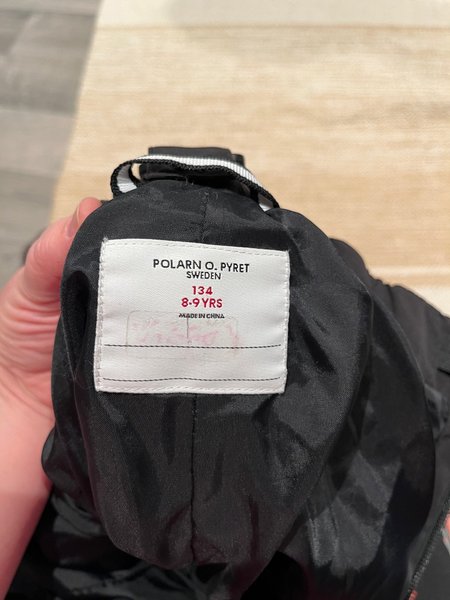 POLARN O. PYRET
SWEDEN
134
8-9 YRS
MADE IN CHINA